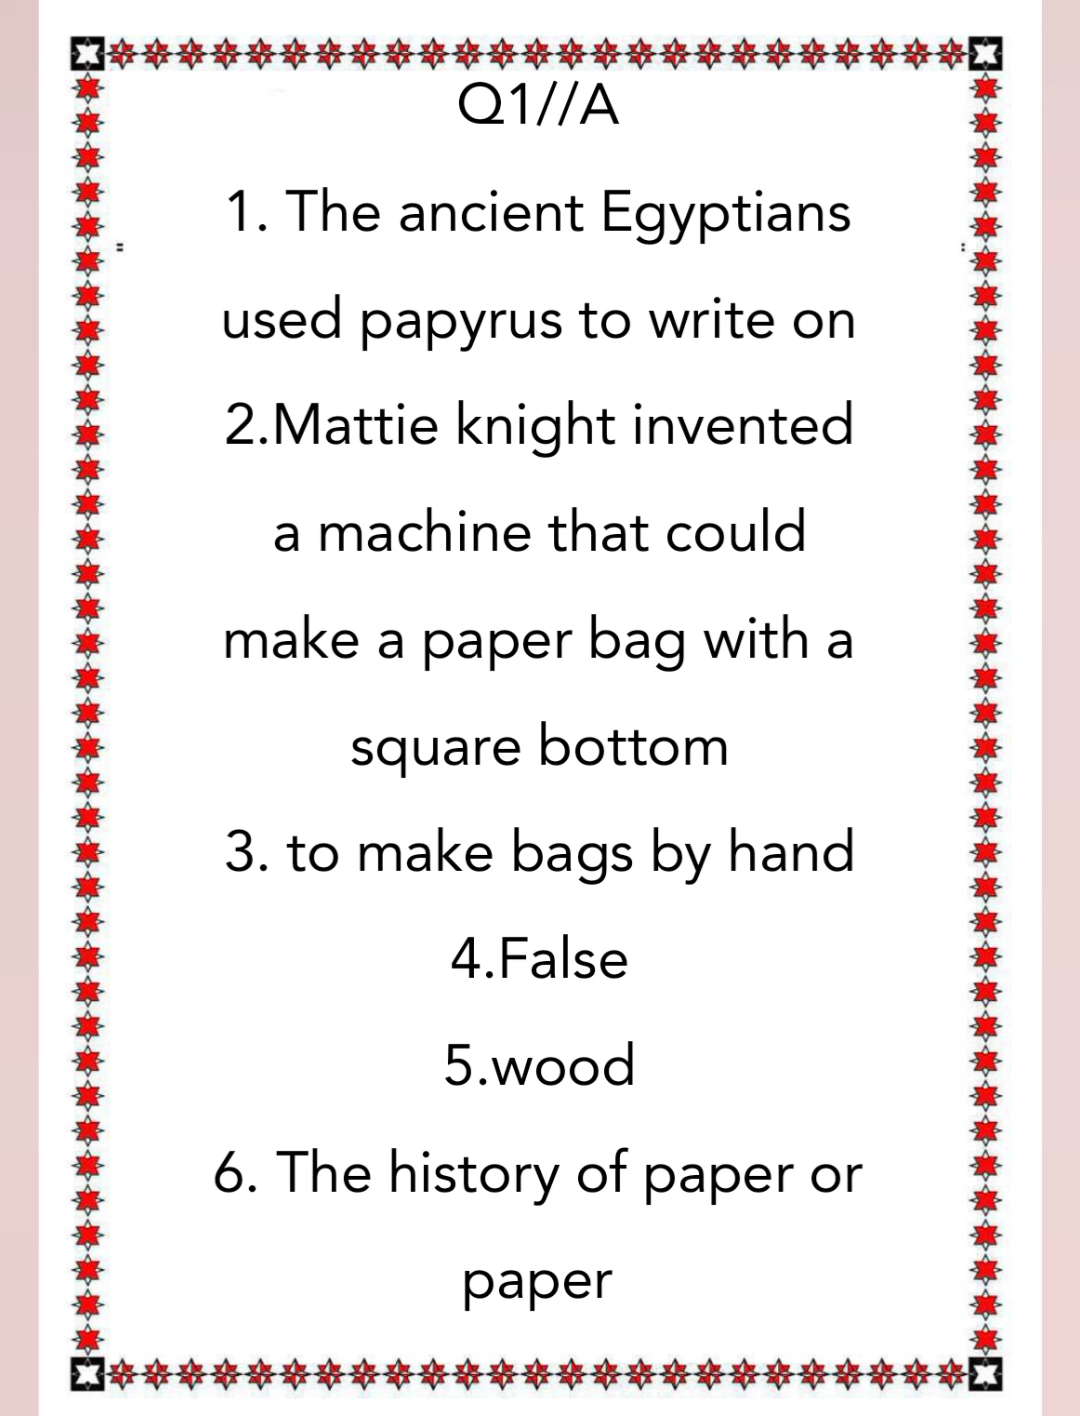 Q1//A
1. The ancient Egyptians
used papyrus to write on
2.Mattie knight invented
a machine that could
make a paper bag with a
square bottom
3. to make bags by hand
4.False
5.wood
6. The history of paper or
paper